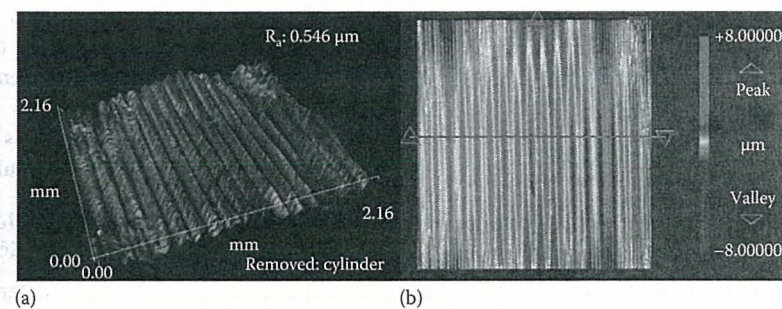 Rₐ: 0.546 μm
2.16
mm
0.00
0.00
mm
2.16
Removed: cylinder
(a)
+8.00000
Peak
μm
Valley
−8.00000
(b)